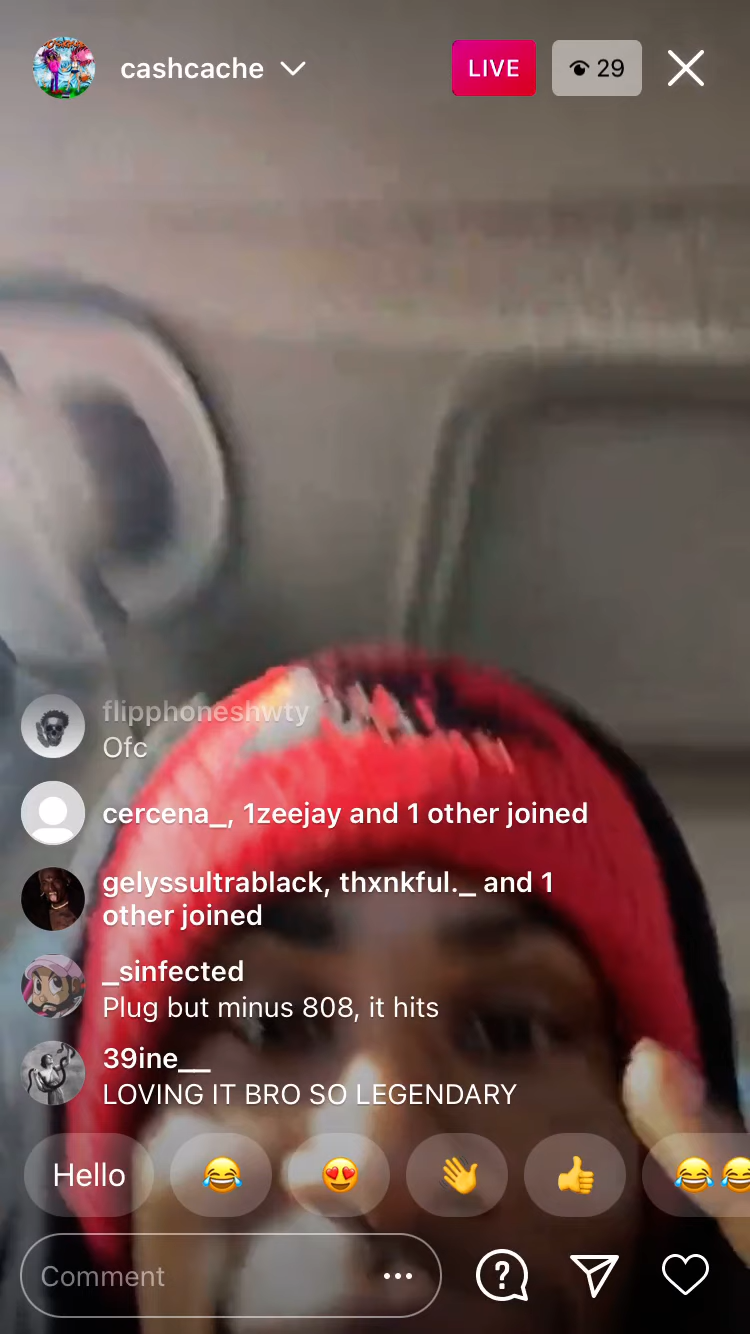 cashcache
LIVE
29
flipphoneshwty
Ofc
cercena_, 1zeejay and 1 other joined
gelyssultrablack, thxnkful._ and 1
other joined
_sinfected
Plug but minus 808, it hits
39ine__
LOVING IT BRO SO LEGENDARY
Hello
Comment